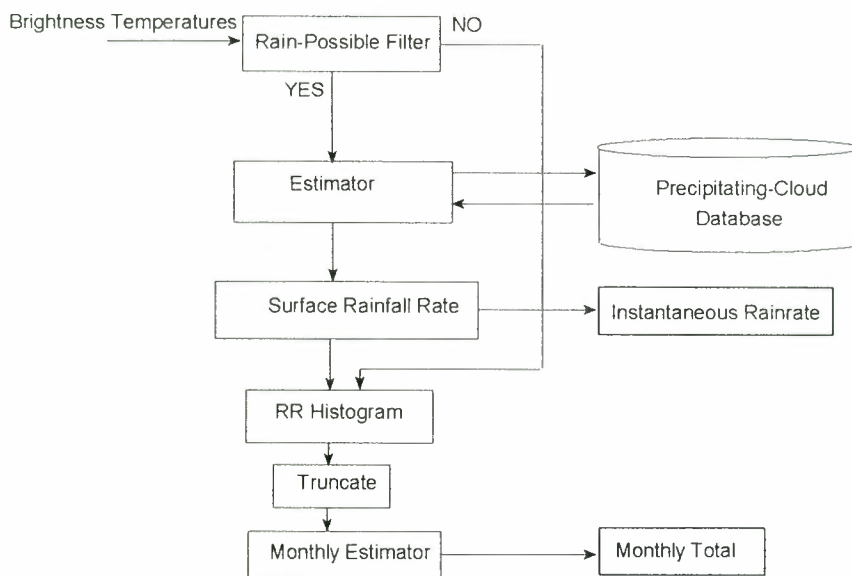 Brightness Temperatures
Rain-Possible Filter
NO
YES
Estimator
Precipitating-Cloud
Database
Surface Rainfall Rate
Instantaneous Rainrate
RR Histogram
Truncate
Monthly Estimator
Monthly Total